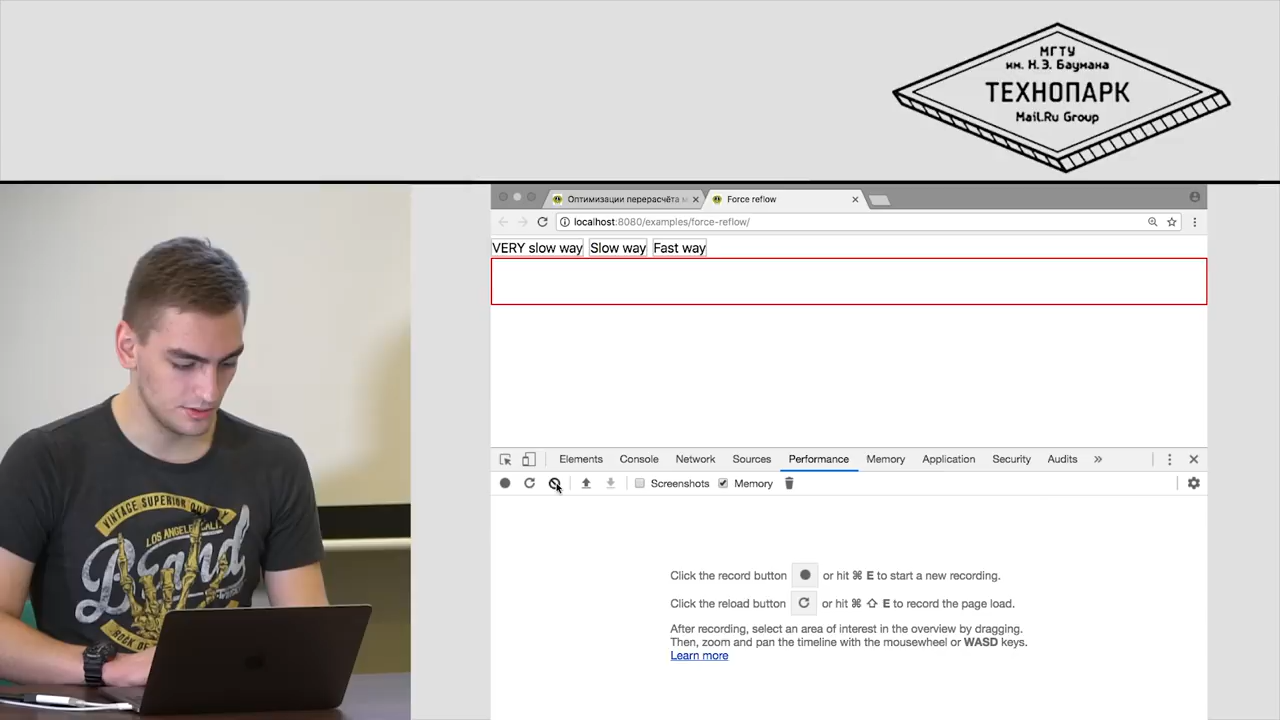 МГТУ
им. Н.Э. Баумана
ТЕХНОПАРК
Mail.Ru Group
Оптимизации перерасчёта
Force reflow
localhost:8080/examples/force-reflow/
VERY slow way Slow way Fast way
Elements Console Network Sources Performance Memory Application Security Audits »
Screenshots Memory
Click the record button or hit ⌘ E to start a new recording.
Click the reload button or hit ⌘ ⇧ E to record the page load.
After recording, select an area of interest in the overview by dragging.
Then, zoom and pan the timeline with the mousewheel or WASD keys.
Learn more
VINTAGE SUPERIOR
LOS ANGELES CALI.
Brand
ROCK